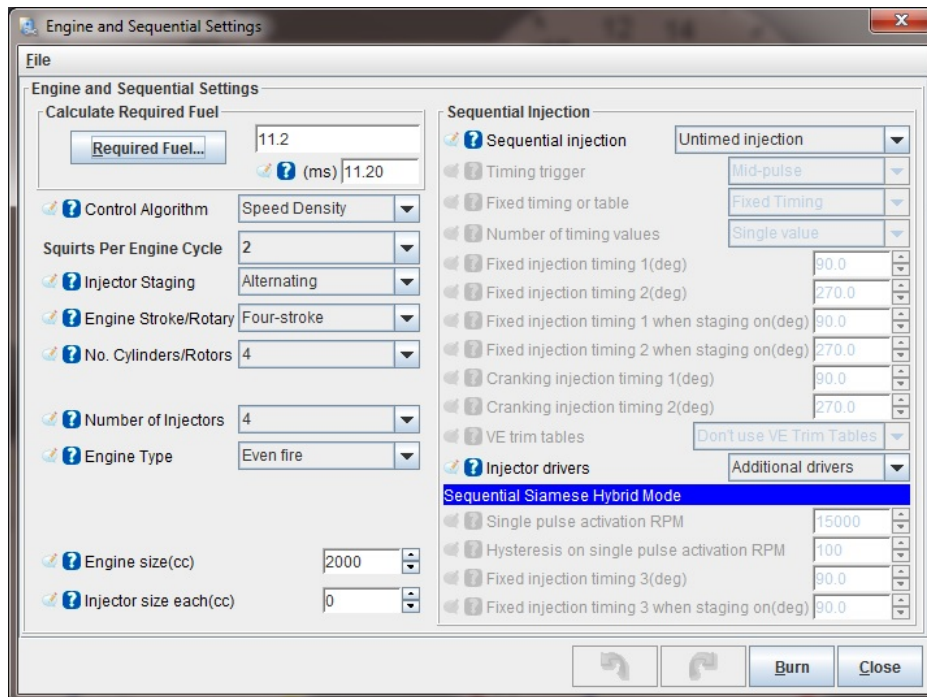 Engine and Sequential Settings
File
Engine and Sequential Settings
Calculate Required Fuel
Required Fuel...
11.2
(ms) 11.20
Control Algorithm Speed Density
Squirts Per Engine Cycle 2
Injector Staging Alternating
Engine Stroke/Rotary Four-stroke
No. Cylinders/Rotors 4
Number of Injectors 4
Engine Type Even fire
Engine size(cc) 2000
Injector size each(cc) 0
Sequential Injection
Sequential injection Untimed injection
Timing trigger Mid-pulse
Fixed timing or table Fixed Timing
Number of timing values Single value
Fixed injection timing 1(deg) 90.0
Fixed injection timing 2(deg) 270.0
Fixed injection timing 1 when staging on(deg) 90.0
Fixed injection timing 2 when staging on(deg) 270.0
Cranking injection timing 1(deg) 90.0
Cranking injection timing 2(deg) 270.0
VE trim tables Don't use VE Trim Tables
Injector drivers Additional drivers
Sequential Siamese Hybrid Mode
Single pulse activation RPM 15000
Hysteresis on single pulse activation RPM 100
Fixed injection timing 3(deg) 90.0
Fixed injection timing 3 when staging on(deg) 90.0
Burn Close